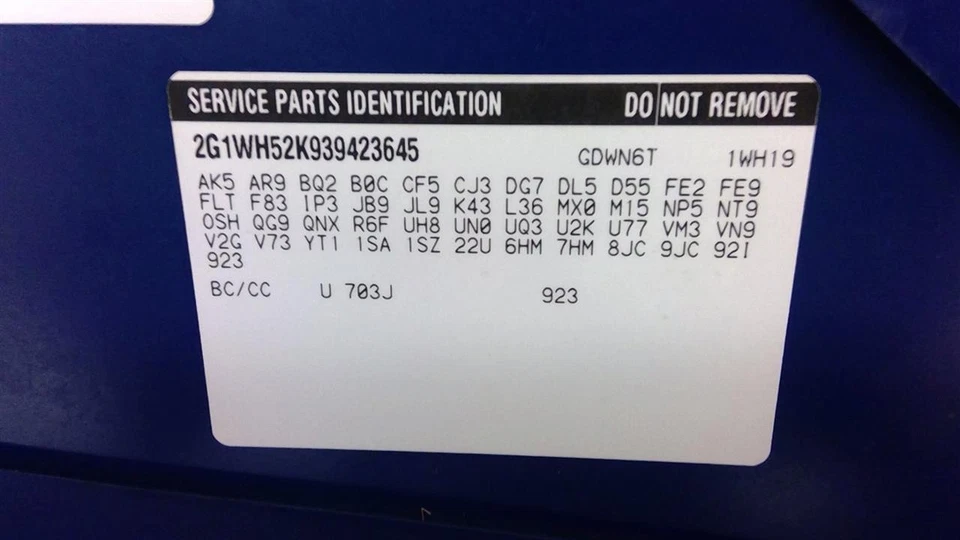 SERVICE PARTS IDENTIFICATION DO NOT REMOVE
2G1WH52K939423645 GDWN6T 1WH19
AK5 AR9 BQ2 B0C CF5 CJ3 DG7 DL5 D55 FE2 FE9
FLT F83 IP3 JB9 JL9 K43 L36 MX0 M15 NP5 NT9
OSH QG9 QNX R6F UH8 UN0 UQ3 U2K U77 VM3 VN9
V2G V73 YT1 1SA 1SZ 22U 6HM 7HM 8JC 9JC 92I
923
BC/CC U 703J 923